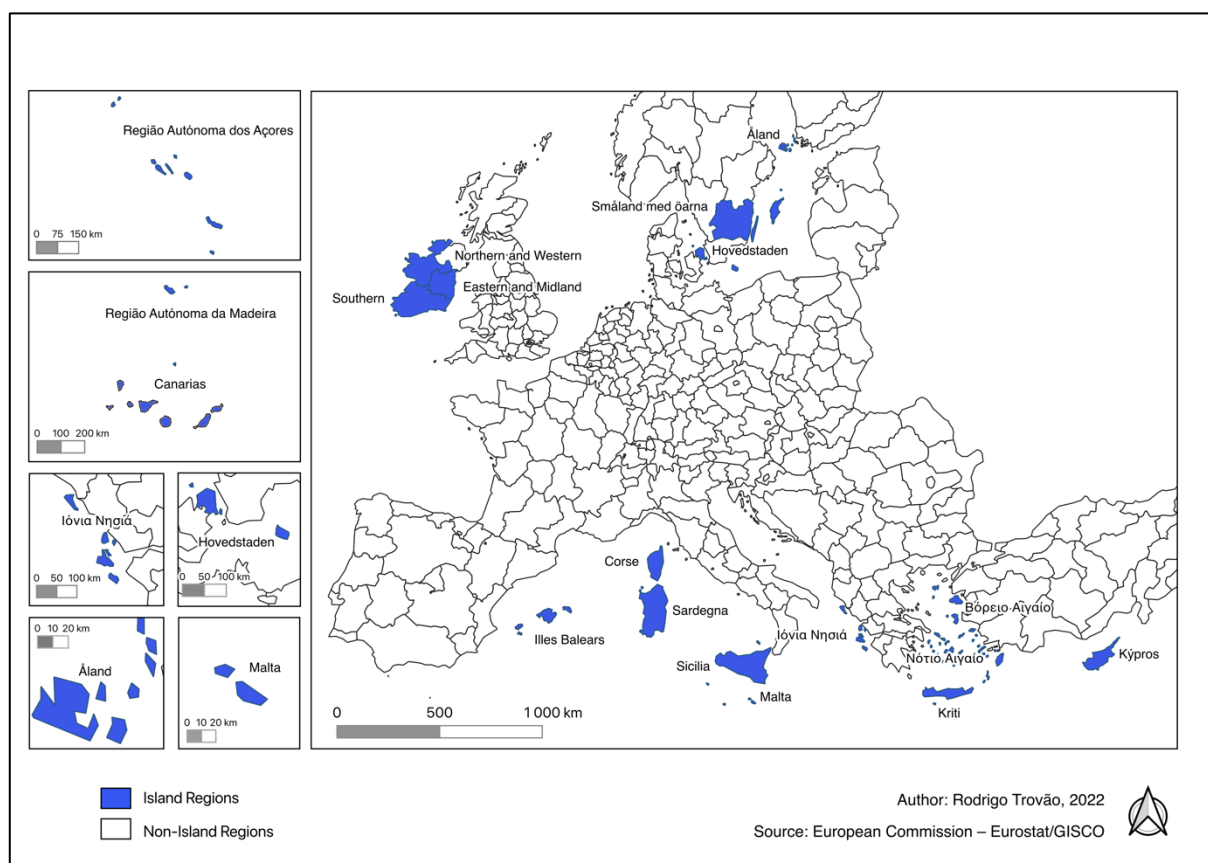 Região Autónoma dos Açores
0 75 150 km
Região Autónoma da Madeira
Canarias
0 100 200 km
Ιόνια Νησιά
0 50 100 km
Hovedstaden
0 50 100 km
0 10 20 km
Åland
Malta
0 10 20 km
Åland
Småland med öarna
Hovedstaden
Northern and Western
Eastern and Midland
Southern
Corse
Sardegna
Illes Balears
Ιόνια Νησιά
Βόρειο Αιγαίο
Νότιο Αιγαίο
Kýpros
Sicilia
Malta
Kriti
0 500 1 000 km
Island Regions
Non-Island Regions
Author: Rodrigo Trovão, 2022
Source: European Commission – Eurostat/GISCO